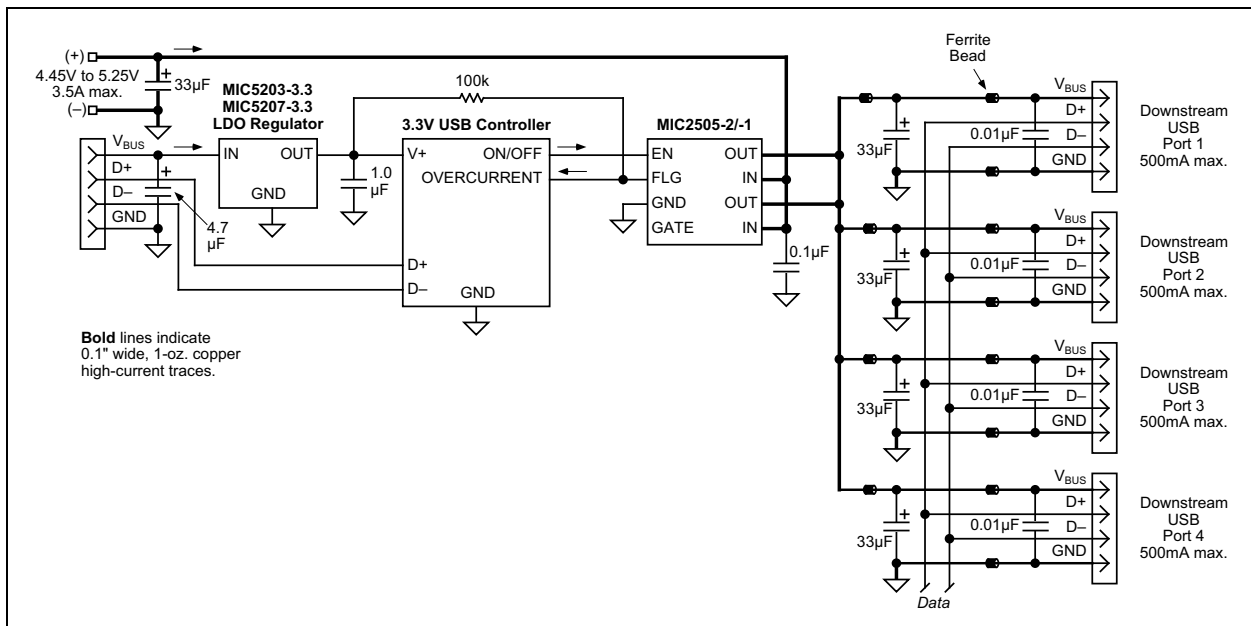 (+)
4.45V to 5.25V
3.5A max.
(–)
33µF
+
MIC5203-3.3
MIC5207-3.3
LDO Regulator
IN
OUT
GND
VBUS
D+
D–
GND
+
4.7
µF
1.0
µF
100k
3.3V USB Controller
V+
ON/OFF
OVERCURRENT
D+
D–
GND
MIC2505-2/-1
EN
OUT
FLG
IN
GND
OUT
GATE
IN
0.1µF
Bold lines indicate
0.1" wide, 1-oz. copper
high-current traces.
Ferrite
Bead
+
33µF
0.01µF
VBUS
D+
D–
GND
Downstream
USB
Port 1
500mA max.
+
33µF
0.01µF
VBUS
D+
D–
GND
Downstream
USB
Port 2
500mA max.
+
33µF
0.01µF
VBUS
D+
D–
GND
Downstream
USB
Port 3
500mA max.
+
33µF
0.01µF
VBUS
D+
D–
GND
Downstream
USB
Port 4
500mA max.
Data